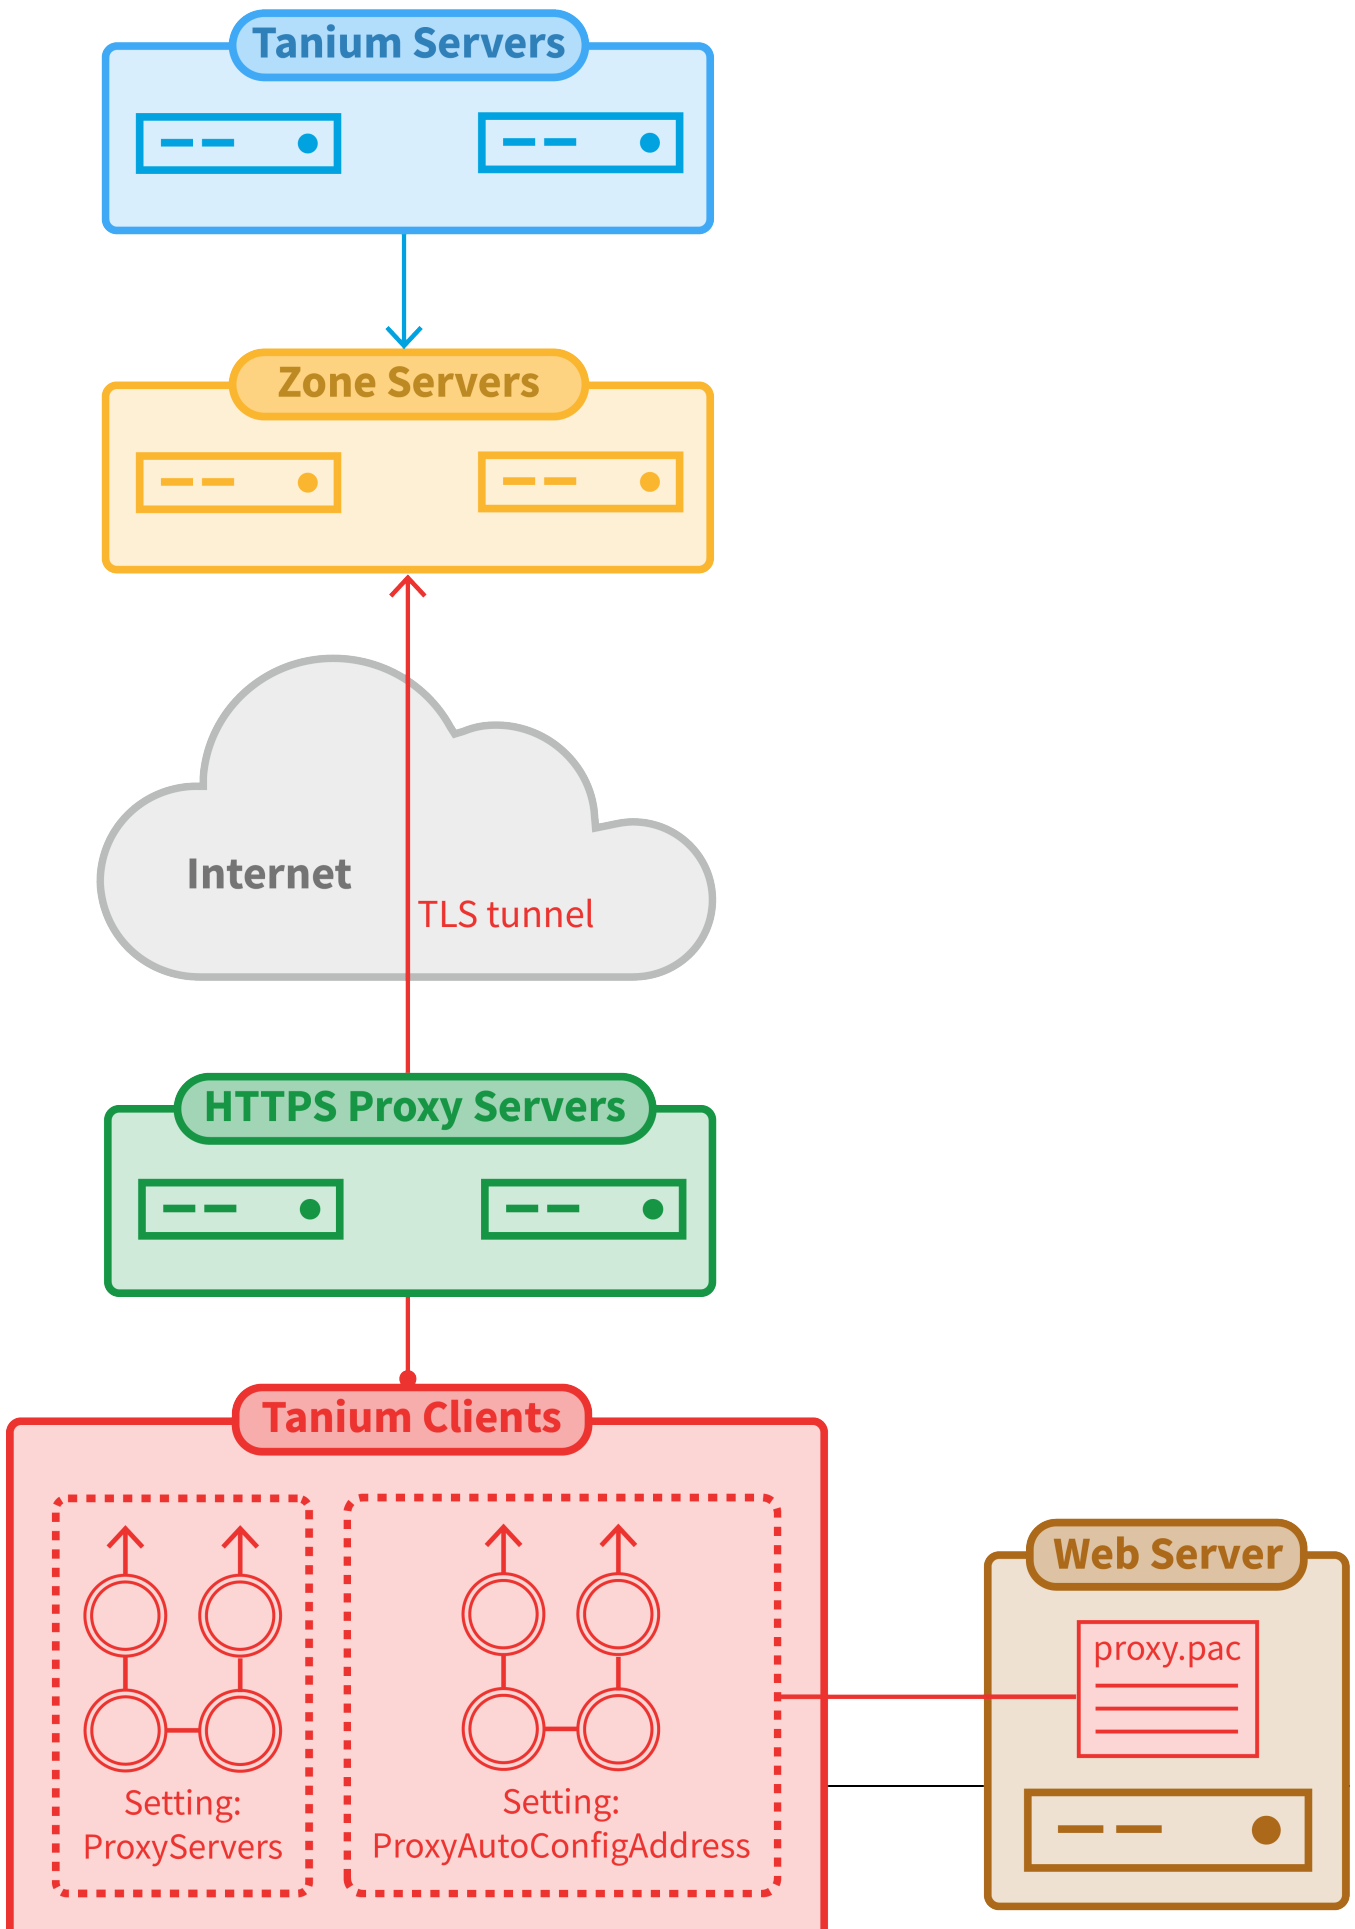 Tanium Servers
Zone Servers
Internet
TLS tunnel
HTTPS Proxy Servers
Tanium Clients
Setting:
ProxyServers
Setting:
ProxyAutoConfigAddress
Web Server
proxy.pac